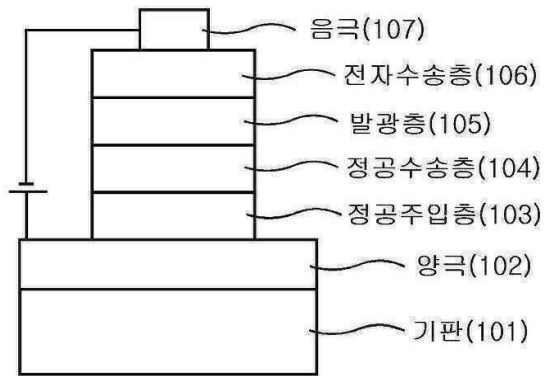 음극(107)
전자수송층(106)
발광층(105)
정공수송층(104)
정공주입층(103)
양극(102)
기판(101)